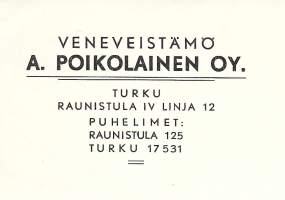 VENEVEISTÄMÖ
A. POIKOLAINEN OY.
TURKU
RAUNISTULA IV LINJA 12
PUHELIMET:
RAUNISTULA 125
TURKU 17531